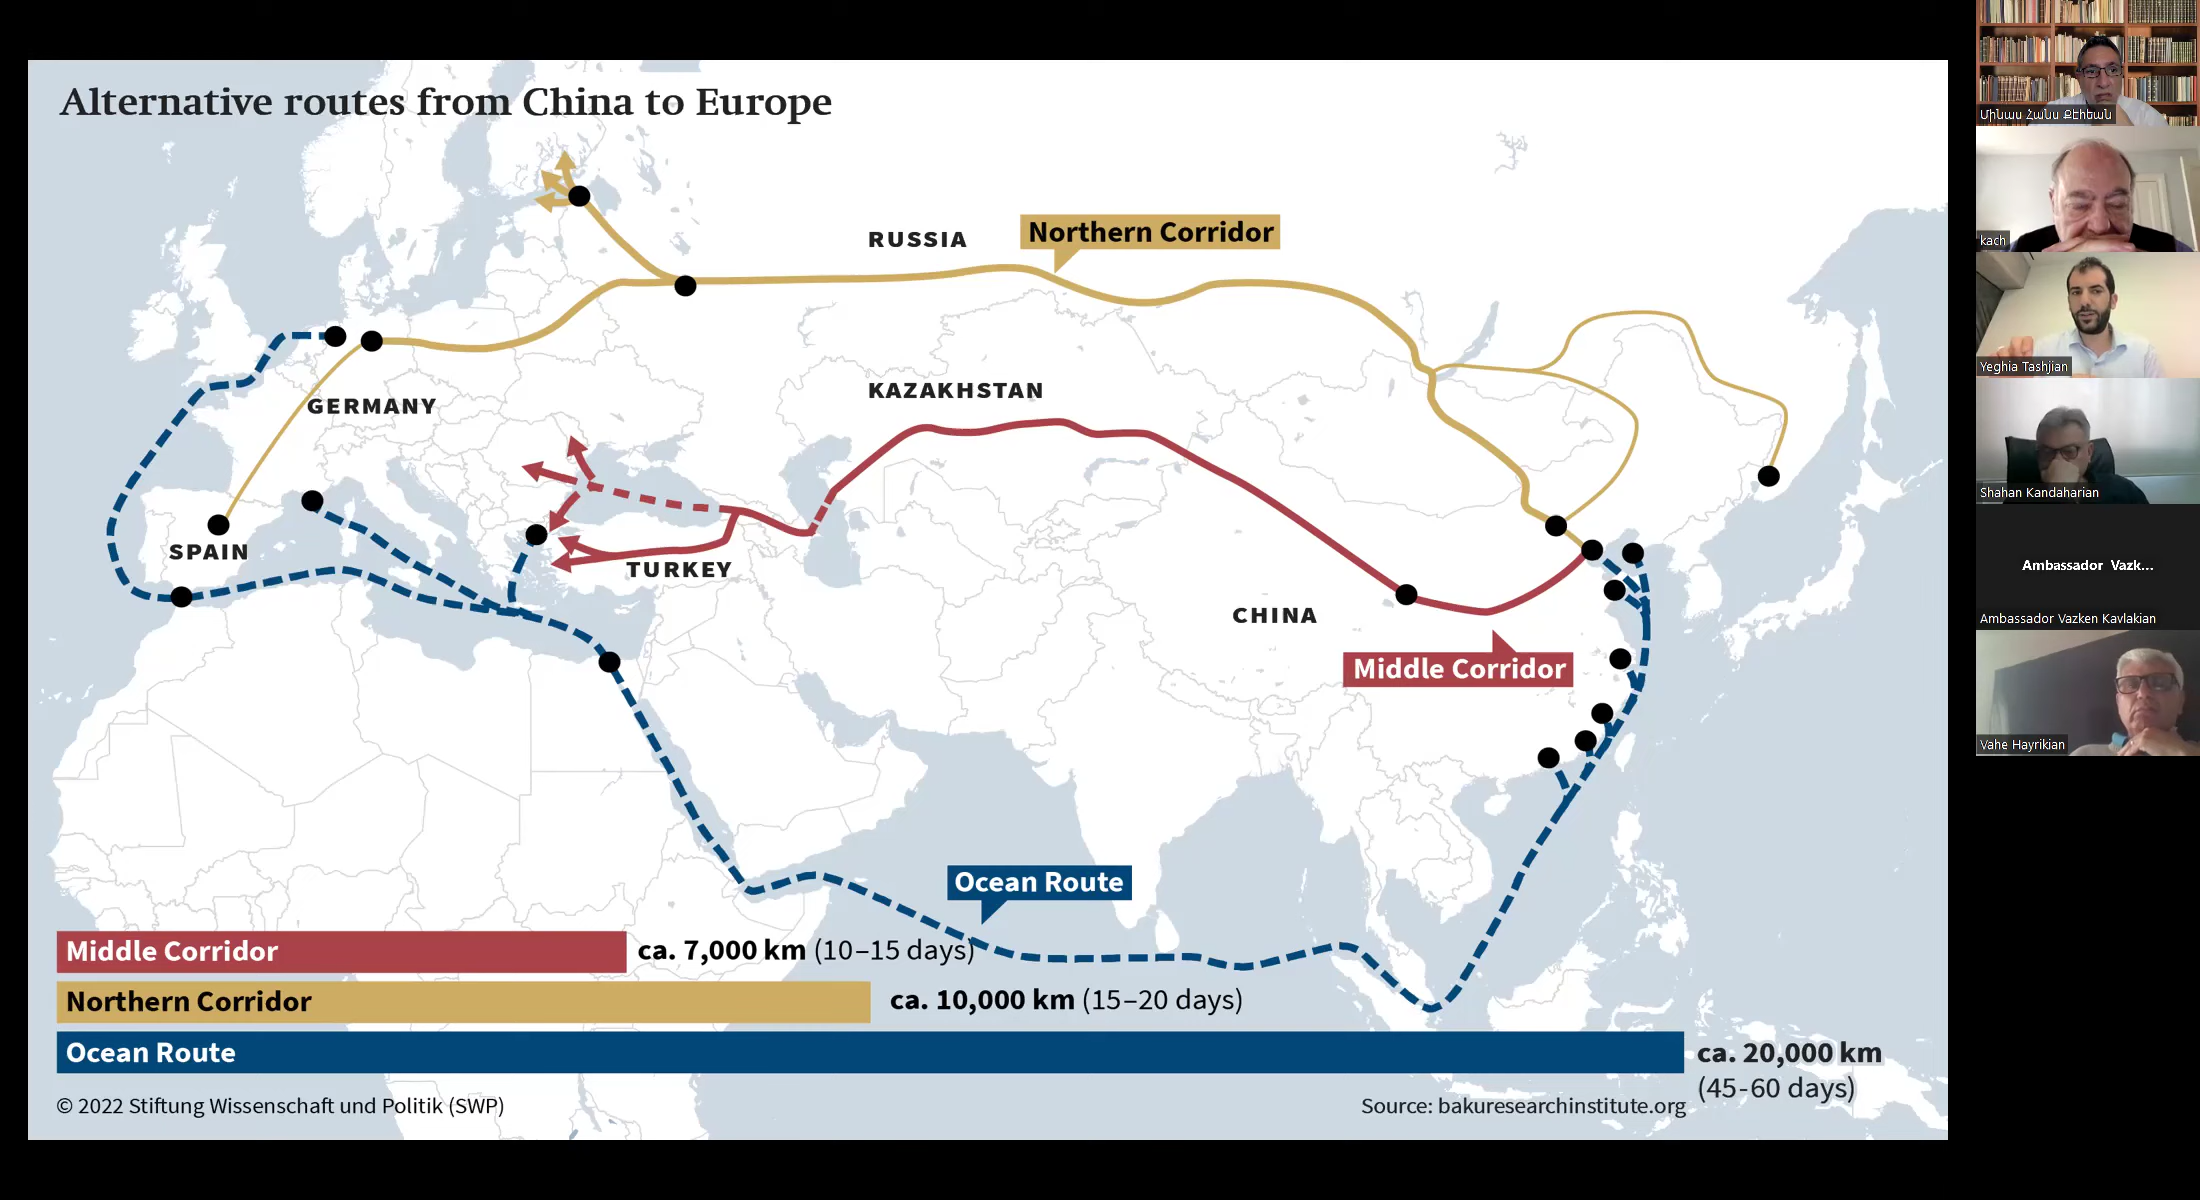 Alternative routes from China to Europe
RUSSIA
Northern Corridor
KAZAKHSTAN
GERMANY
SPAIN
TURKEY
CHINA
Middle Corridor
Ocean Route
Middle Corridor
ca. 7,000 km (10–15 days)
Northern Corridor
ca. 10,000 km (15–20 days)
Ocean Route
ca. 20,000 km
(45-60 days)
© 2022 Stiftung Wissenschaft und Politik (SWP)
Source: bakuresearchinstitute.org
Մինաս Հանս Քէհեան
kach
Yeghia Tashjian
Shahan Kandaharian
Ambassador Vazk...
Ambassador Vazken Kavlakian
Vahe Hayrikian